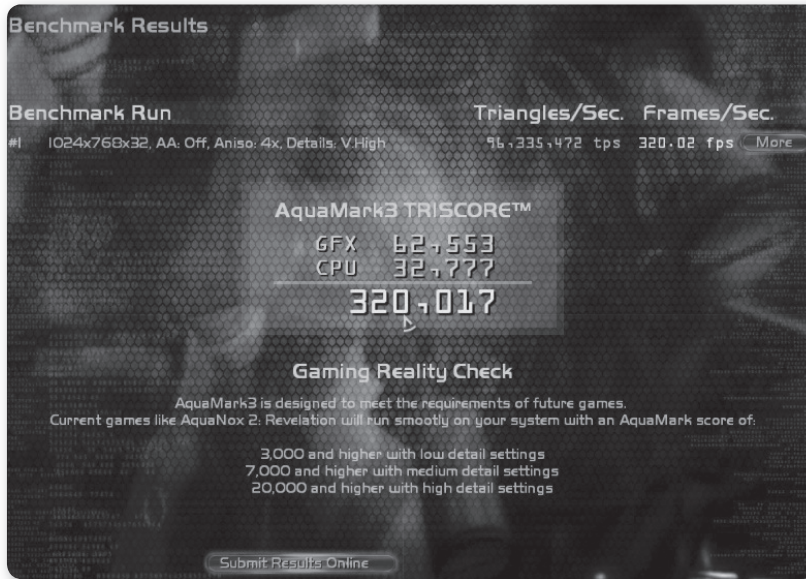 Benchmark Results
Benchmark Run Triangles/Sec. Frames/Sec.
#1 1024x768x32, AA: Off, Aniso: 4x, Details: V.High 96,335,472 tps 320.02 fps More
AquaMark3 TRISCORE™
GFX 62,553
CPU 32,777
320,017
Gaming Reality Check
AquaMark3 is designed to meet the requirements of future games.
Current games like AquaNox 2: Revelation will run smootly on your system with an AquaMark score of:
3,000 and higher with low detail settings
7,000 and higher with medium detail settings
20,000 and higher with high detail settings
Submit Results Online